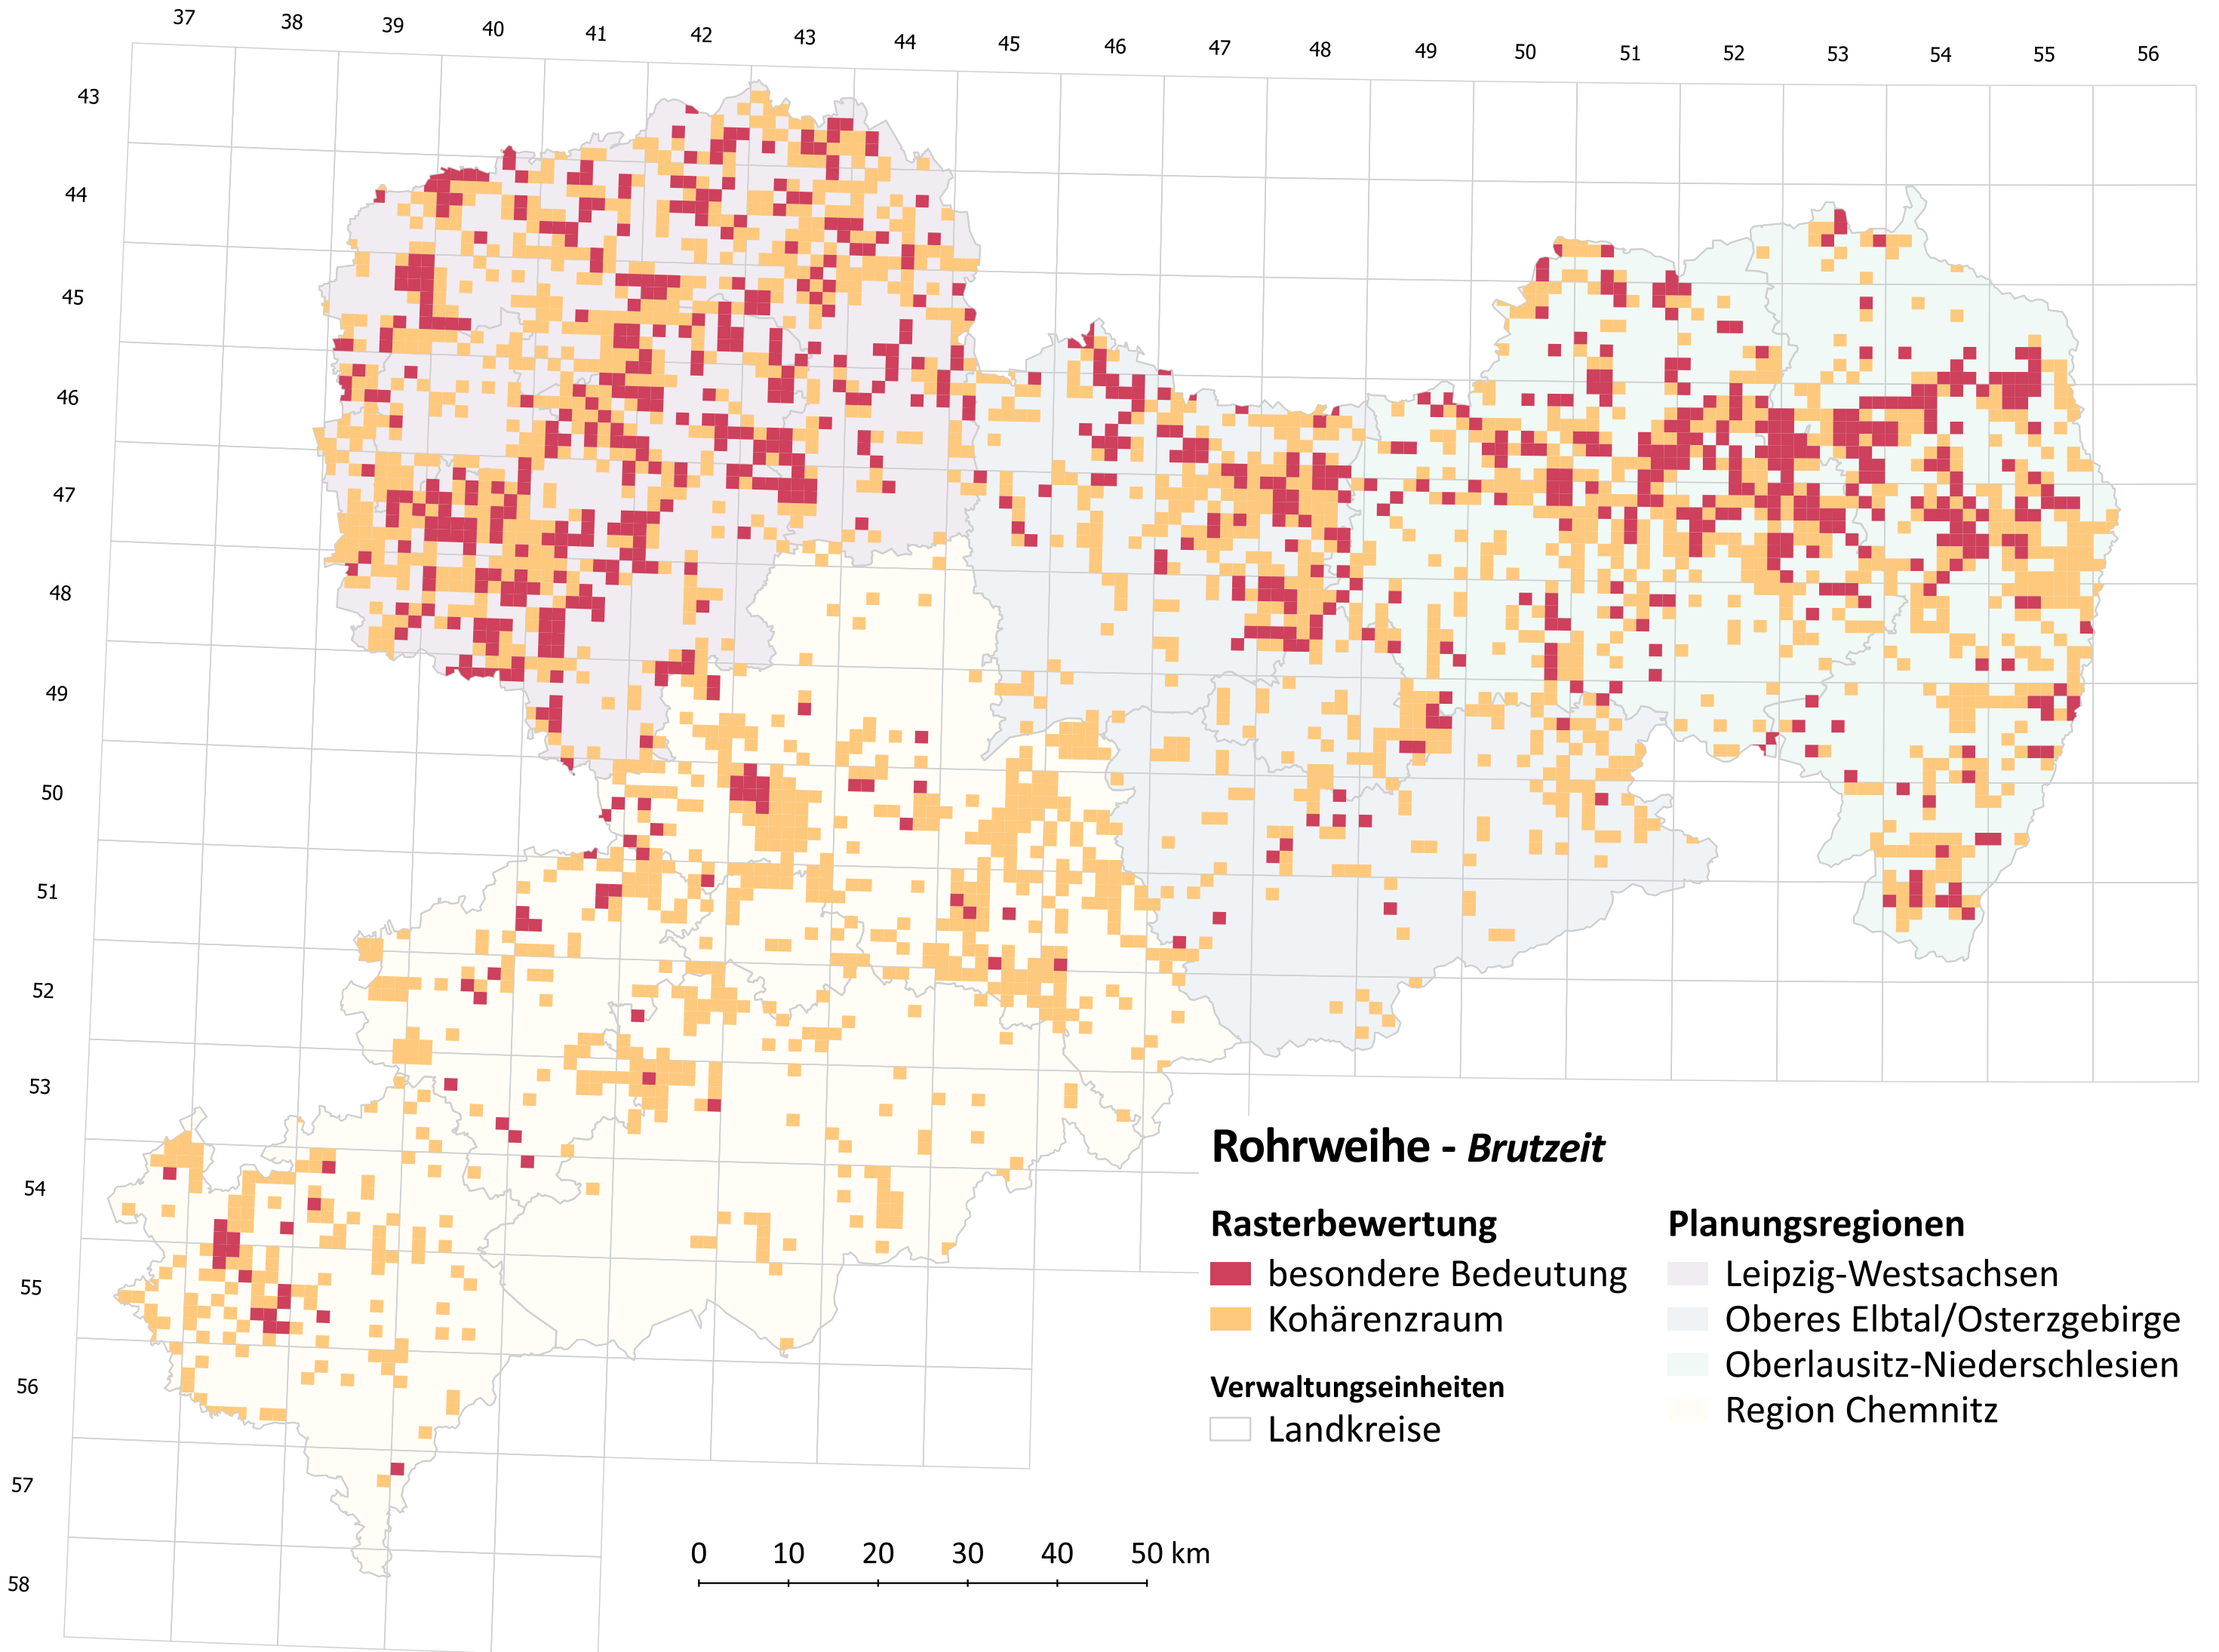 37 38 39 40 41 42 43 44 45 46 47 48 49 50 51 52 53 54 55 56
43
44
45
46
47
48
49
50
51
52
53
54
55
56
57
58
Rohrweihe - Brutzeit
Rasterbewertung
besondere Bedeutung
Kohärenzraum
Verwaltungseinheiten
Landkreise
Planungsregionen
Leipzig-Westsachsen
Oberes Elbtal/Osterzgebirge
Oberlausitz-Niederschlesien
Region Chemnitz
0 10 20 30 40 50 km